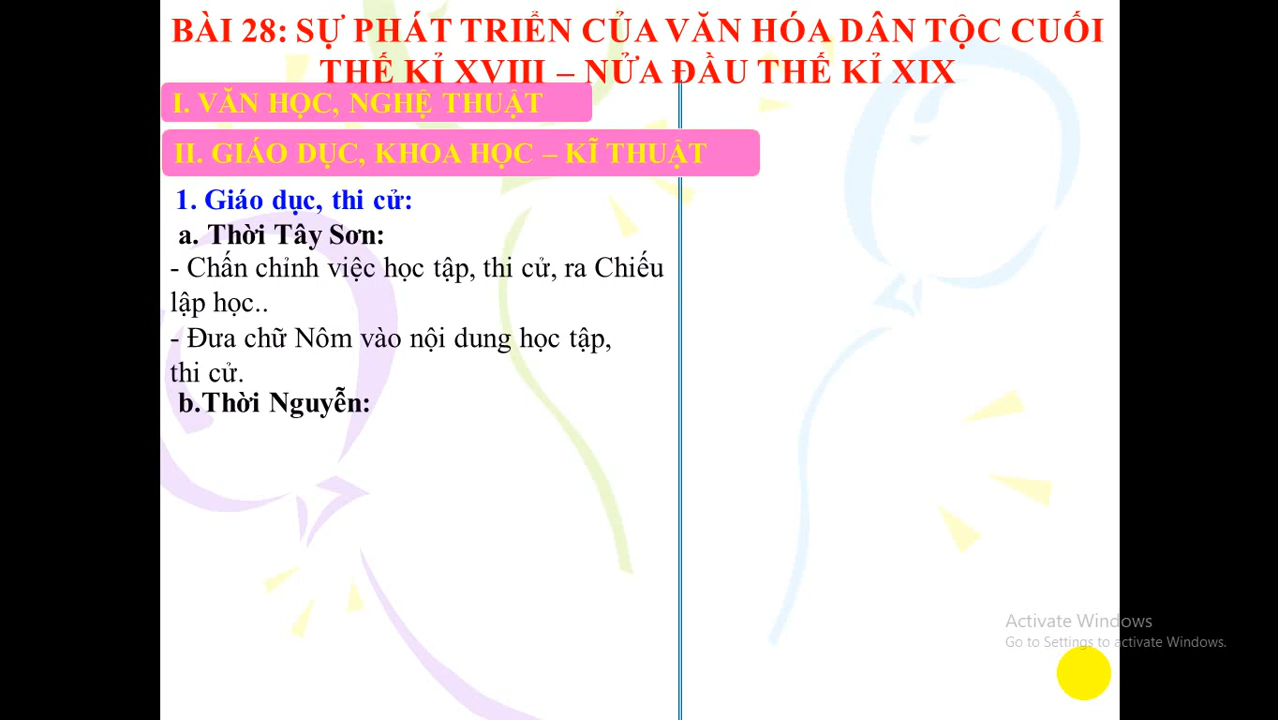 BÀI 28: SỰ PHÁT TRIỂN CỦA VĂN HÓA DÂN TỘC CUỐI
THẾ KỈ XVIII – NỬA ĐẦU THẾ KỈ XIX
I. VĂN HỌC, NGHỆ THUẬT
II. GIÁO DỤC, KHOA HỌC – KĨ THUẬT
1. Giáo dục, thi cử:
a. Thời Tây Sơn:
- Chấn chỉnh việc học tập, thi cử, ra Chiếu
lập học..
- Đưa chữ Nôm vào nội dung học tập,
thi cử.
b.Thời Nguyễn:
Activate Windows
Go to Settings to activate Windows.